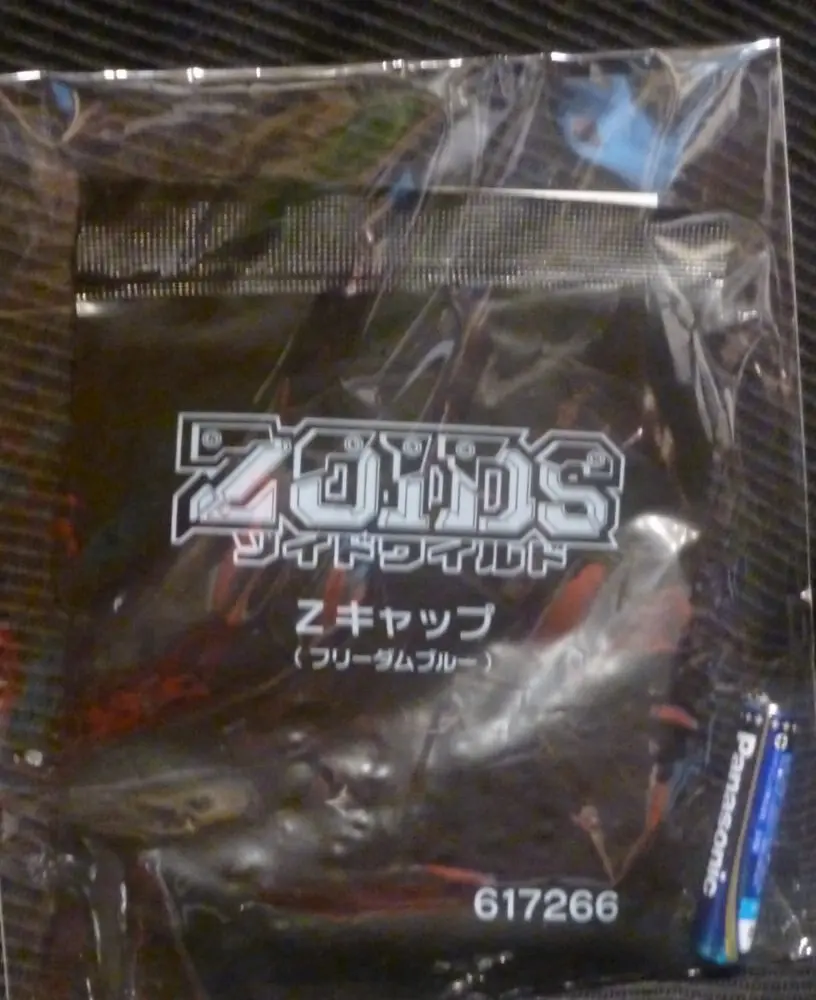 ZOIDS
ゾイドワイルド
Zキャップ
(フリーダムブルー)
Panasonic
617266